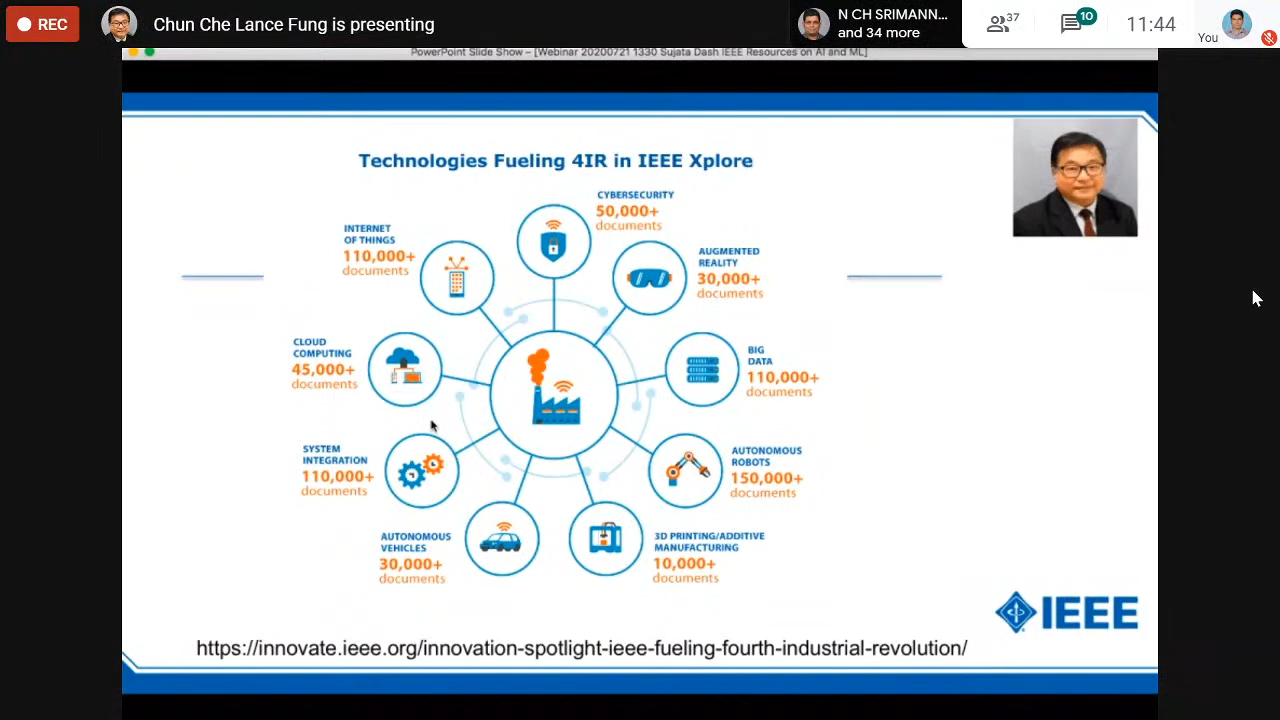 REC
Chun Che Lance Fung is presenting
N CH SRIMANN...
and 34 more
37
10
11:44
You
PowerPoint Slide Show – [Webinar 20200721 1330 Sujata Dash IEEE Resources on AI and ML]
Technologies Fueling 4IR in IEEE Xplore
CYBERSECURITY
50,000+
documents
INTERNET
OF THINGS
110,000+
documents
AUGMENTED
REALITY
30,000+
documents
CLOUD
COMPUTING
45,000+
documents
BIG
DATA
110,000+
documents
SYSTEM
INTEGRATION
110,000+
documents
AUTONOMOUS
ROBOTS
150,000+
documents
AUTONOMOUS
VEHICLES
30,000+
documents
3D PRINTING/ADDITIVE
MANUFACTURING
10,000+
documents
IEEE
https://innovate.ieee.org/innovation-spotlight-ieee-fueling-fourth-industrial-revolution/